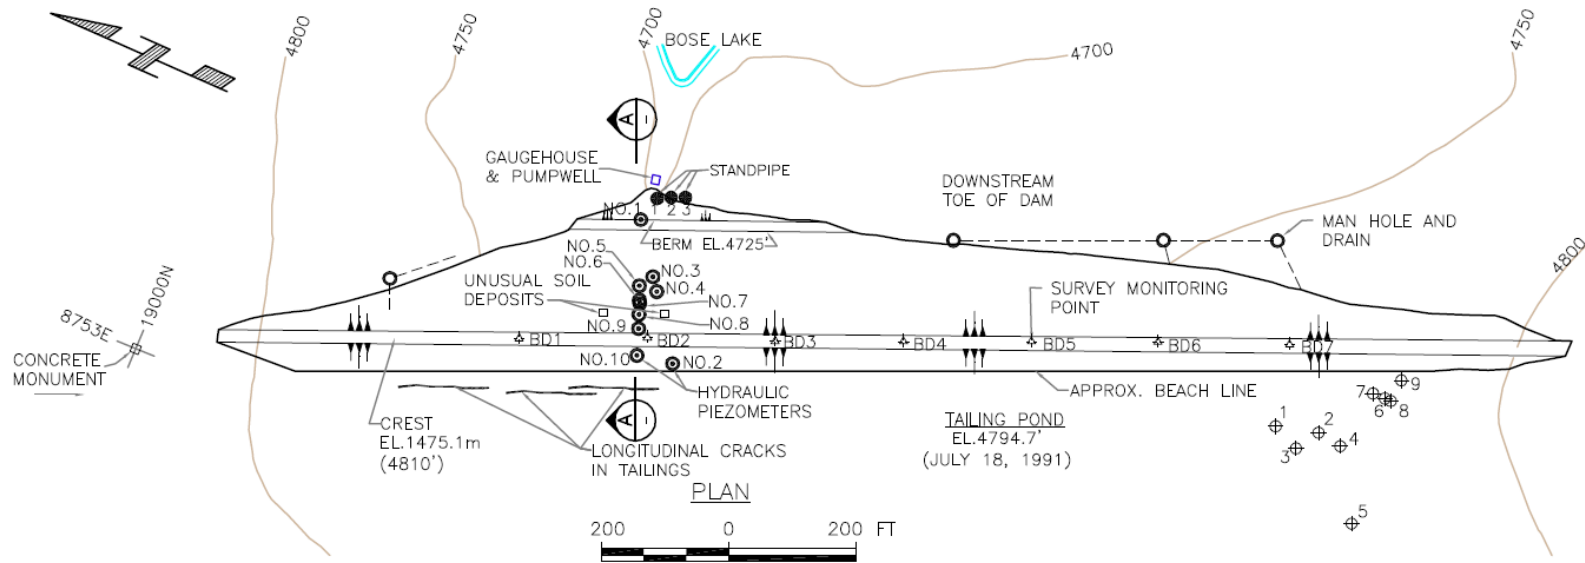 4800
4750
4700
BOSE LAKE
4700
4750
A
–
GAUGEHOUSE
& PUMPWELL
STANDPIPE
DOWNSTREAM
TOE OF DAM
NO.1 1 2 3
MAN HOLE AND
DRAIN
BERM EL.4725'
NO.5
NO.6
NO.3
NO.4
UNUSUAL SOIL
DEPOSITS
NO.7
NO.8
NO.9
SURVEY MONITORING
POINT
4800
8753E
19000N
CONCRETE
MONUMENT
BD1
BD2
BD3
BD4
BD5
BD6
BD7
NO.10
NO.2
HYDRAULIC
PIEZOMETERS
APPROX. BEACH LINE
CREST
EL.1475.1m
(4810')
A
–
LONGITUDINAL CRACKS
IN TAILINGS
TAILING POND
EL.4794.7'
(JULY 18, 1991)
9
7
6
8
1
2
3
4
5
PLAN
200 0 200 FT